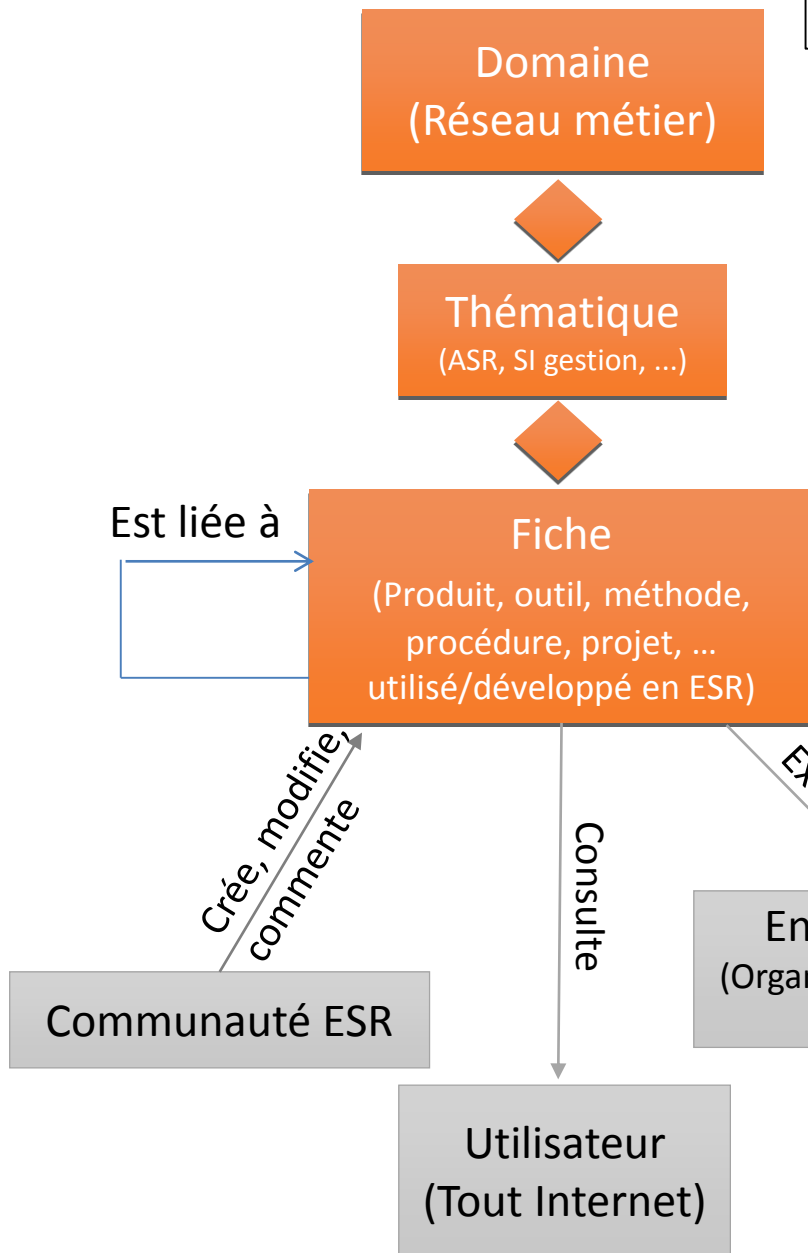 Domaine
(Réseau métier)
Thématique
(ASR, SI gestion, ...)
Est liée à
Fiche
(Produit, outil, méthode,
procédure, projet, ...
utilisé/développé en ESR)
Crée, modifie,
commente
Consulte
Communauté ESR
Utilisateur
(Tout Internet)